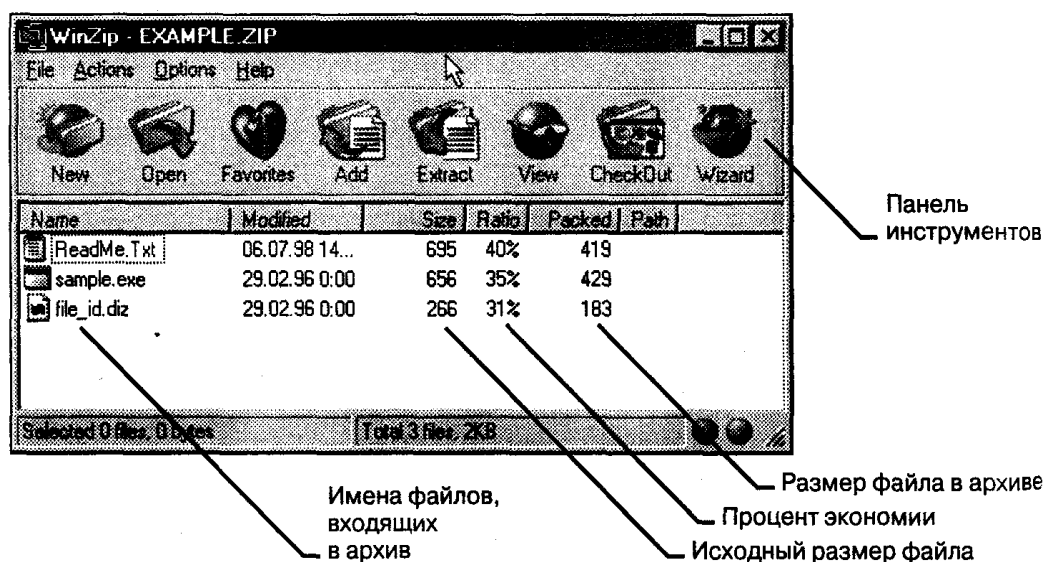 WinZip - EXAMPLE.ZIP
File Actions Options Help
New Open Favorites Add Extract View CheckOut Wizard
Name Modified Size Ratio Packed Path
ReadMe.Txt 06.07.98 14... 695 40% 419
sample.exe 29.02.96 0:00 656 35% 429
file_id.diz 29.02.96 0:00 266 31% 183
Selected 0 files, 0 bytes Total 3 files, 2KB
Панель
инструментов
Размер файла в архиве
Процент экономии
Исходный размер файла
Имена файлов,
входящих
в архив